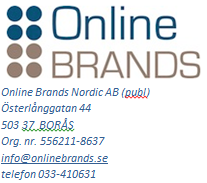 Online
BRANDS
Online Brands Nordic AB (publ)
Österlånggatan 44
503 37 BORÅS
Org. nr. 556211-8637
info@onlinebrands.se
telefon 033-410631